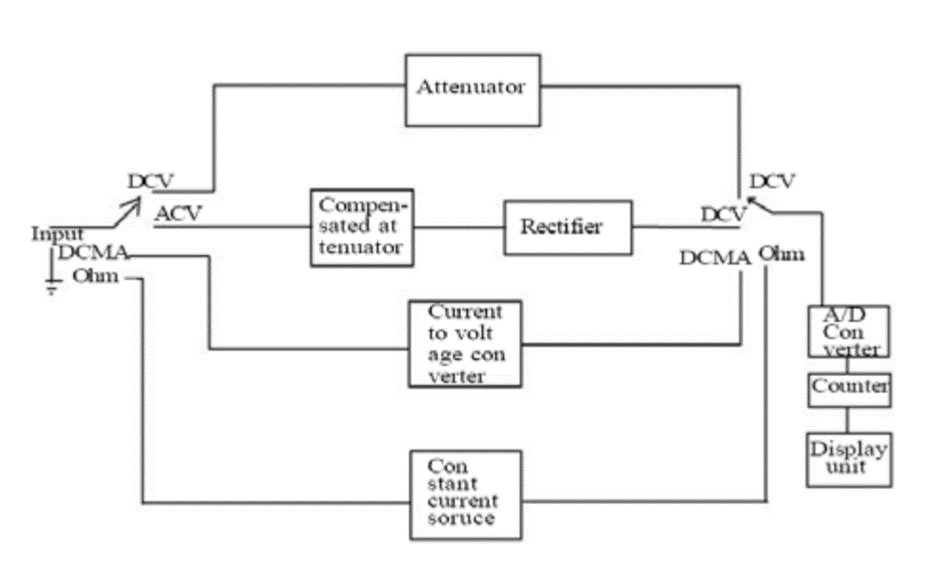 Attenuator
DCV
DCV
ACV
Compen-
sated at
tenuator
Rectifier
DCV
Input
DCMA
Ohm
DCMA
Ohm
Current
to volt
age con
verter
A/D
Con
verter
Counter
Display
unit
Con
stant
current
soruce